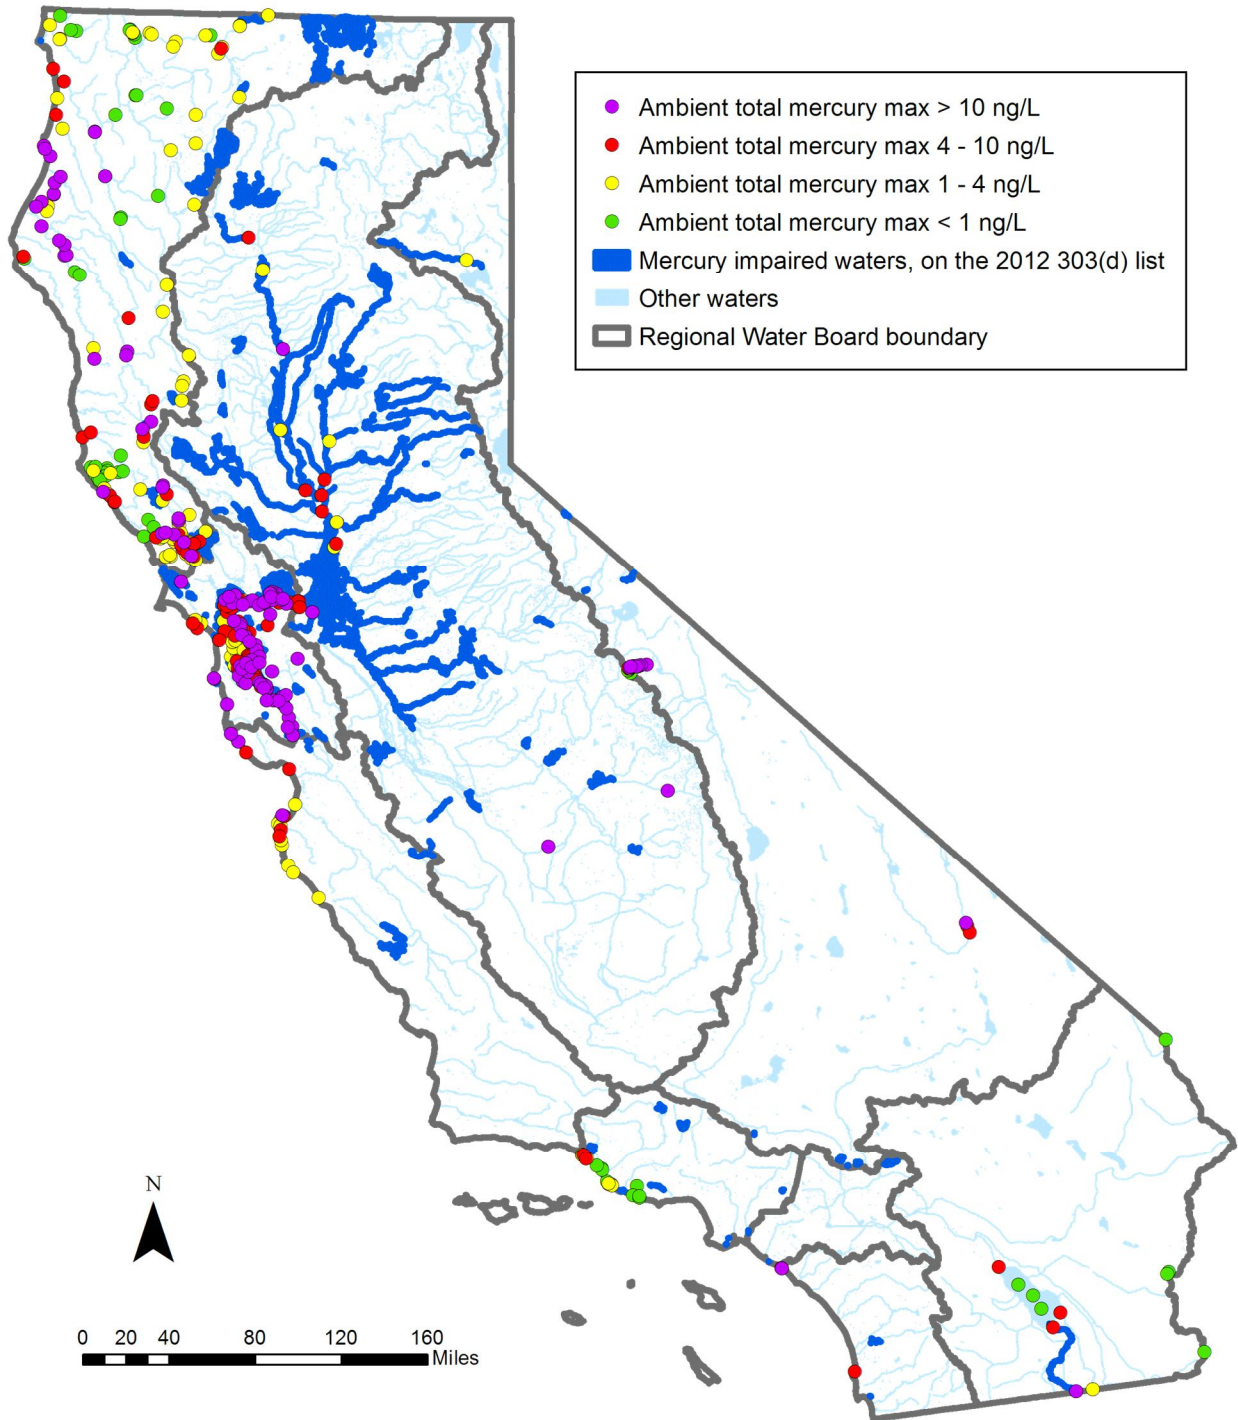 Ambient total mercury max > 10 ng/L
Ambient total mercury max 4 - 10 ng/L
Ambient total mercury max 1 - 4 ng/L
Ambient total mercury max < 1 ng/L
Mercury impaired waters, on the 2012 303(d) list
Other waters
Regional Water Board boundary
N
0 20 40 80 120 160
Miles